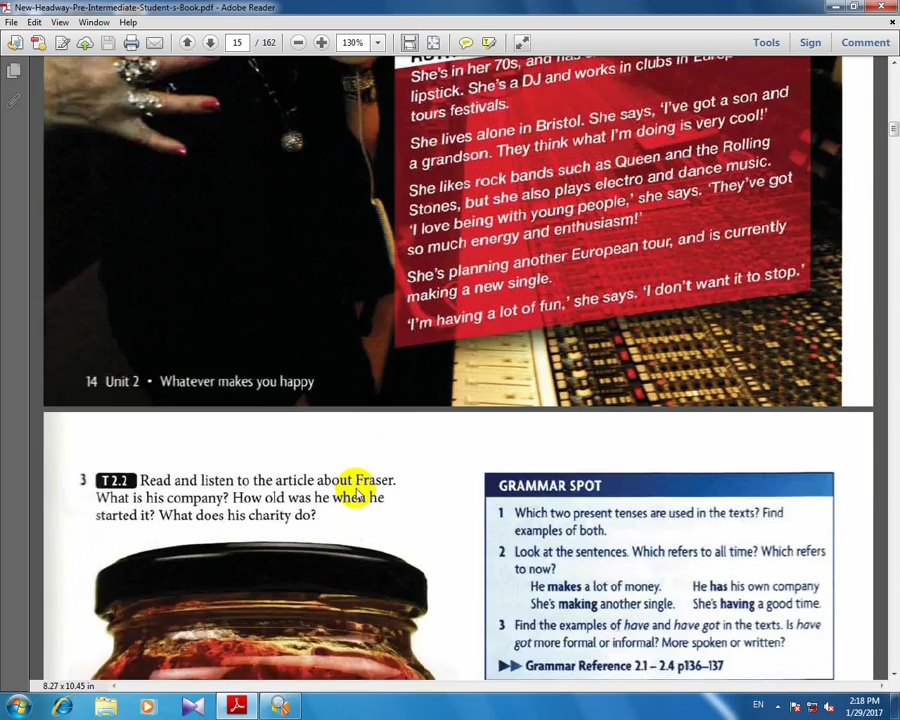 New-Headway-Pre-Intermediate-Student-s-Book.pdf - Adobe Reader
File Edit View Window Help
15 / 162 130% Tools Sign Comment
She's in her 70s, and has
lipstick. She's a DJ and works in clubs in
tours festivals.
She lives alone in Bristol. She says, 'I've got a son and
a grandson. They think what I'm doing is very cool!'
She likes rock bands such as Queen and the Rolling
Stones, but she also plays electro and dance music.
'I love being with young people,' she says. 'They've got
so much energy and enthusiasm!'
She's planning another European tour, and is currently
making a new single.
'I'm having a lot of fun,' she says. 'I don't want it to stop.'
14 Unit 2 • Whatever makes you happy
3 T 2.2 Read and listen to the article about Fraser.
What is his company? How old was he when he
started it? What does his charity do?
GRAMMAR SPOT
1 Which two present tenses are used in the texts? Find
examples of both.
2 Look at the sentences. Which refers to all time? Which refers
to now?
He makes a lot of money. He has his own company
She's making another single. She's having a good time.
3 Find the examples of have and have got in the texts. Is have
got more formal or informal? More spoken or written?
▶▶ Grammar Reference 2.1 – 2.4 p136–137
8.27 x 10.45 in
EN 2:18 PM
1/29/2017